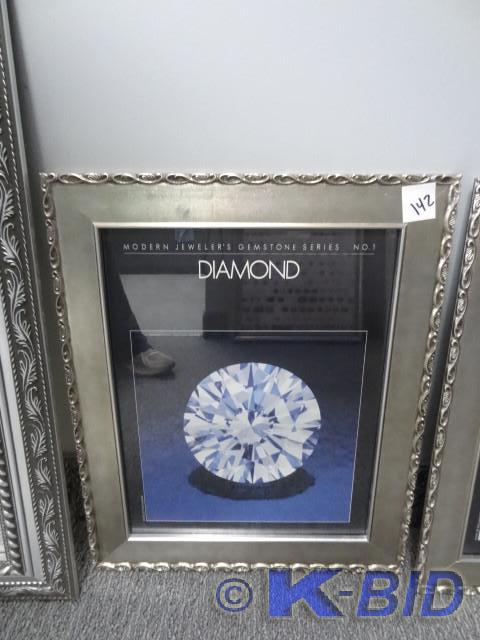 142
MODERN JEWELER'S GEMSTONE SERIES NO.1
DIAMOND
© K-BID